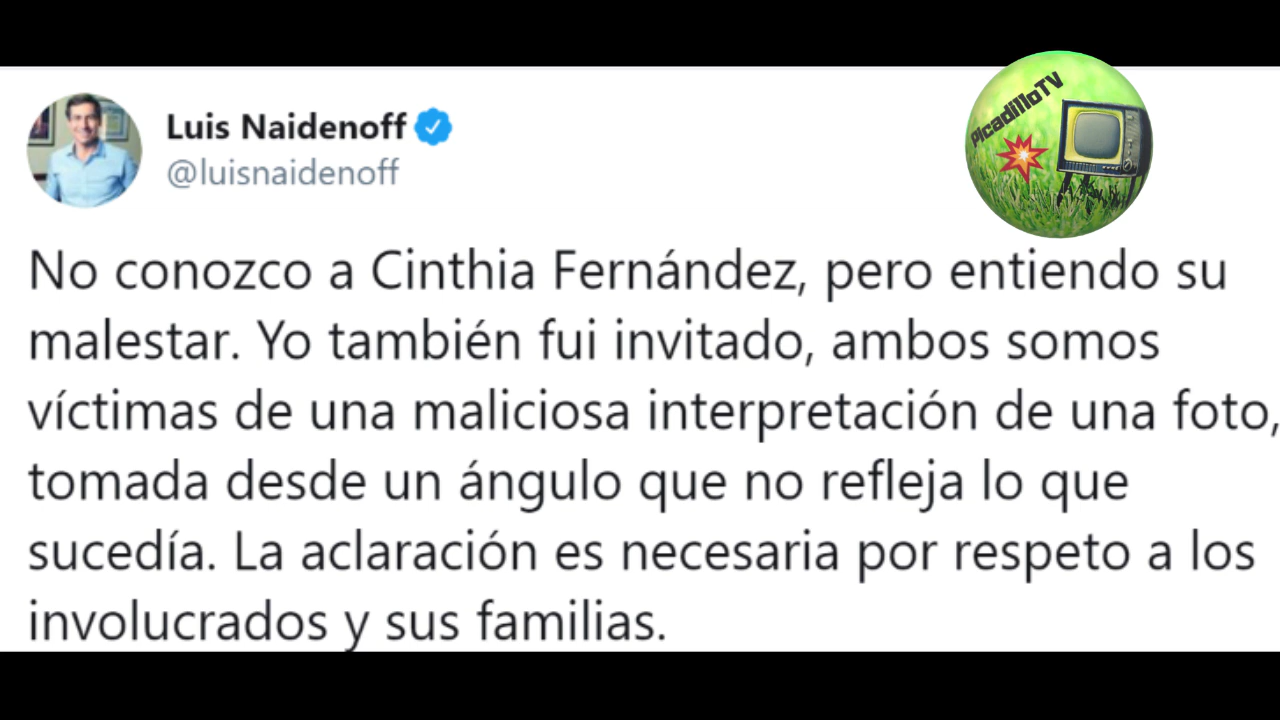 Luis Naidenoff
@luisnaidenoff
PIcadilloTV
No conozco a Cinthia Fernández, pero entiendo su
malestar. Yo también fui invitado, ambos somos
víctimas de una maliciosa interpretación de una foto,
tomada desde un ángulo que no refleja lo que
sucedía. La aclaración es necesaria por respeto a los
involucrados y sus familias.